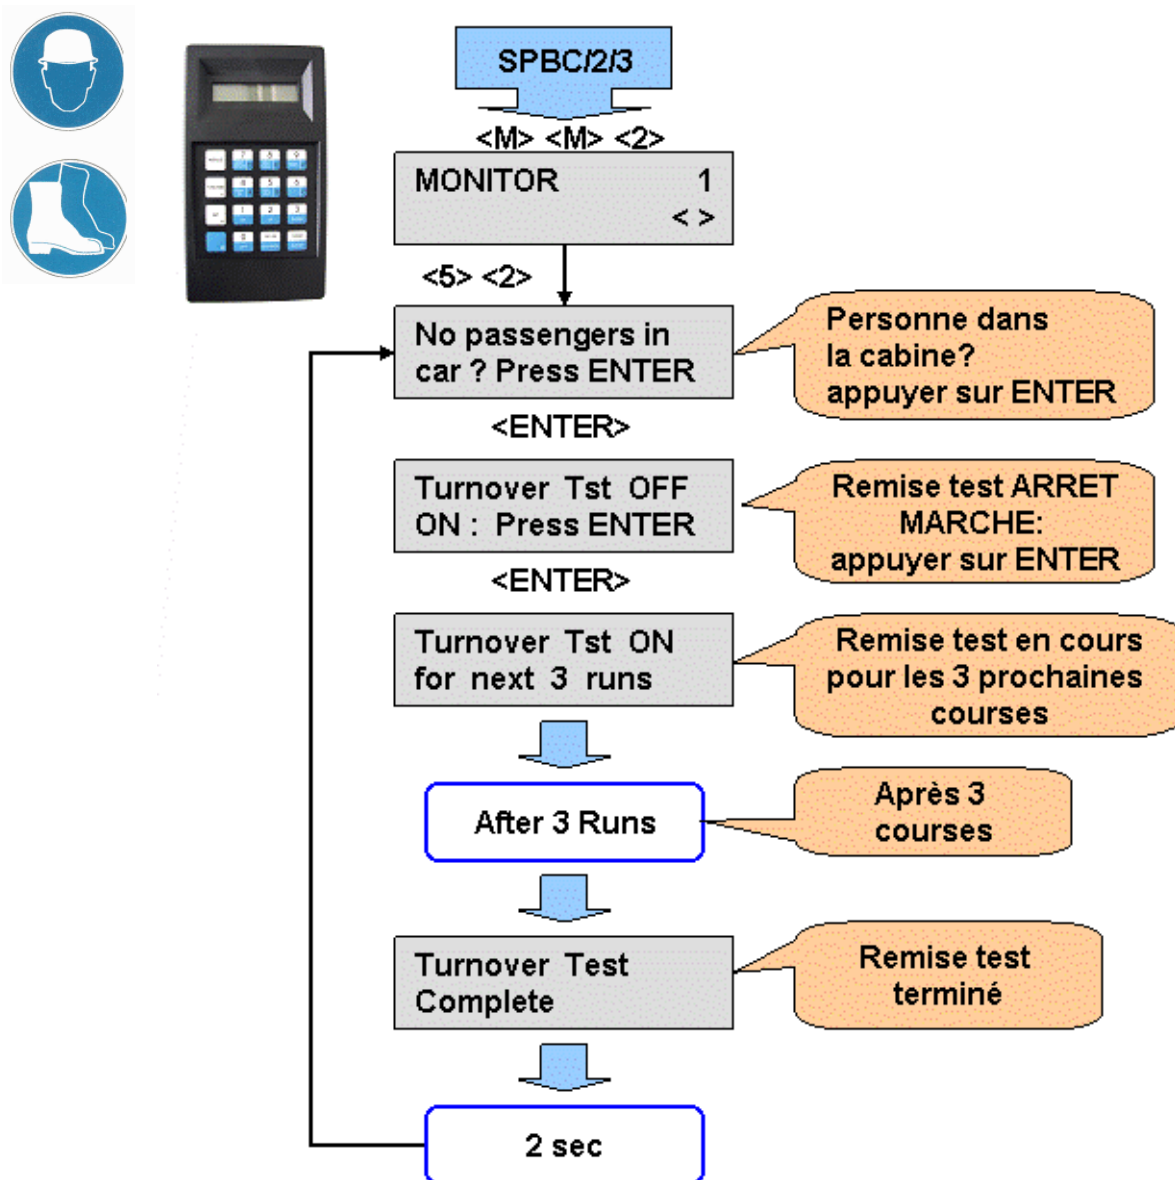 SPBC/2/3
<M> <M> <2>
MONITOR 1
< >
<5> <2>
No passengers in
car ? Press ENTER
Personne dans
la cabine?
appuyer sur ENTER
<ENTER>
Turnover Tst OFF
ON : Press ENTER
Remise test ARRET
MARCHE:
appuyer sur ENTER
<ENTER>
Turnover Tst ON
for next 3 runs
Remise test en cours
pour les 3 prochaines
courses
After 3 Runs
Après 3
courses
Turnover Test
Complete
Remise test
terminé
2 sec